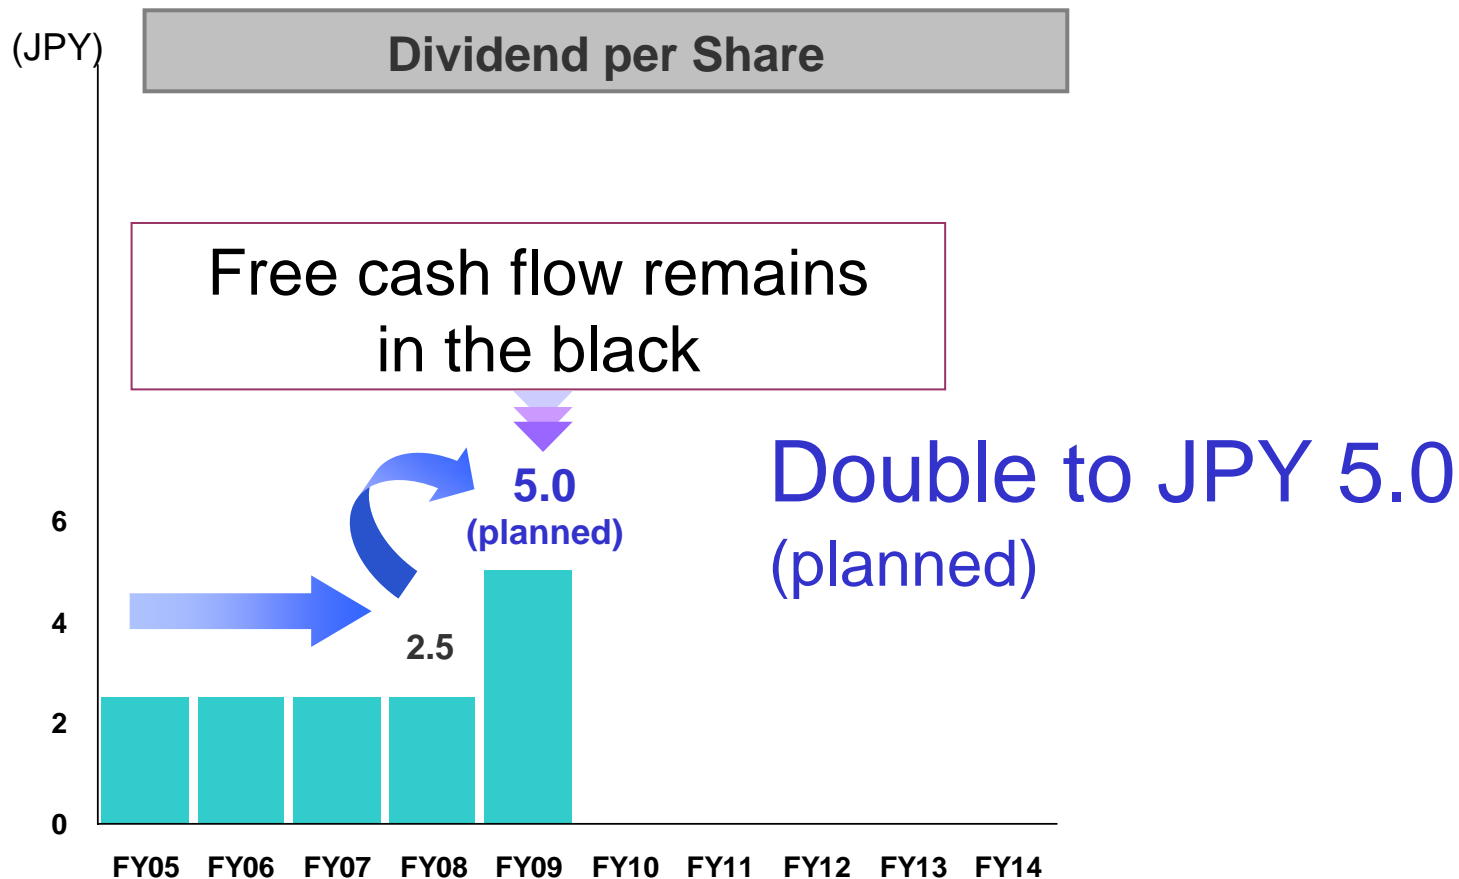 (JPY)
Dividend per Share
Free cash flow remains
in the black
5.0
(planned)
Double to JPY 5.0
(planned)
2.5
6
4
2
0
FY05 FY06 FY07 FY08 FY09 FY10 FY11 FY12 FY13 FY14